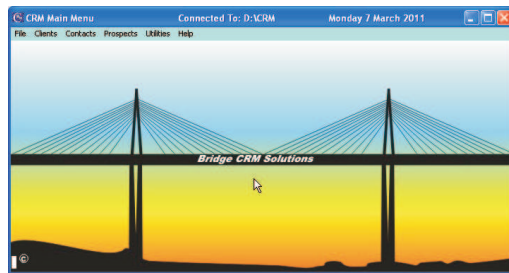 CRM Main Menu Connected To: D:\CRM Monday 7 March 2011
File Clients Contacts Prospects Utilities Help
Bridge CRM Solutions
©